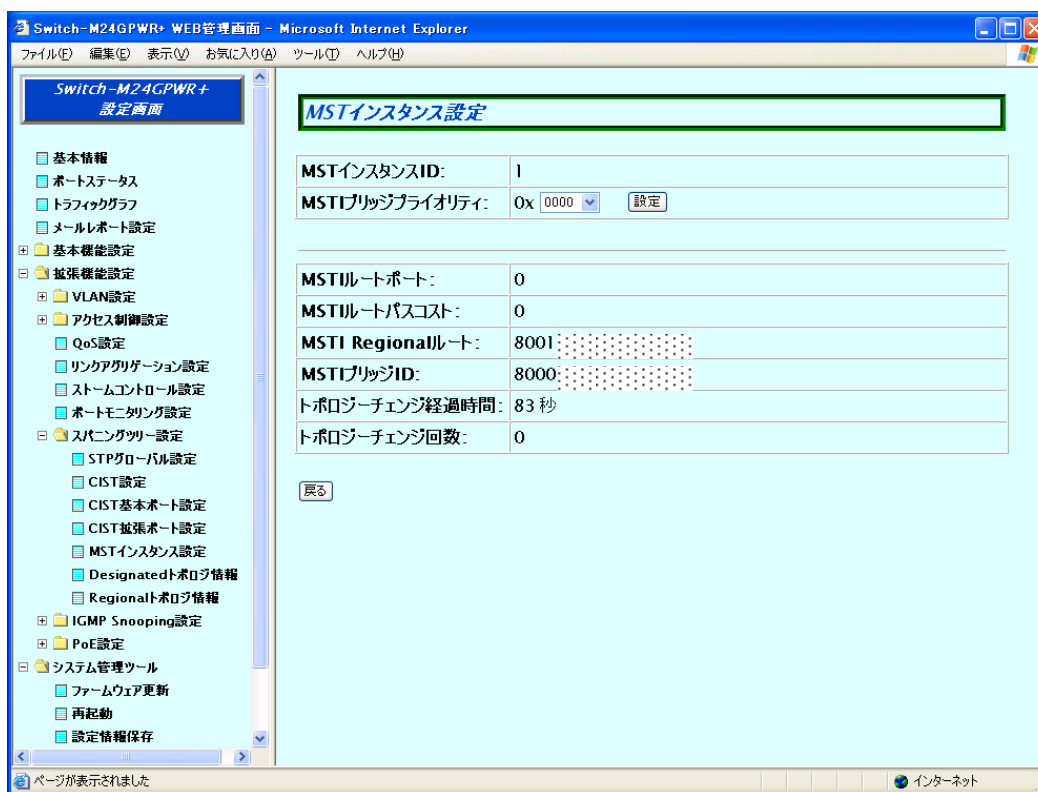 Switch-M24GPWR+ WEB管理画面 - Microsoft Internet Explorer
ファイル(F) 編集(E) 表示(V) お気に入り(A) ツール(T) ヘルプ(H)
Switch-M24GPWR+
設定画面
基本情報
ポートステータス
トラフィックグラフ
メールレポート設定
基本機能設定
拡張機能設定
VLAN設定
アクセス制御設定
QoS設定
リンクアグリゲーション設定
ストームコントロール設定
ポートモニタリング設定
スパニングツリー設定
STPグローバル設定
CIST設定
CIST基本ポート設定
CIST拡張ポート設定
MSTインスタンス設定
Designatedトポロジ情報
Regionalトポロジ情報
IGMP Snooping設定
PoE設定
システム管理ツール
ファームウェア更新
再起動
設定情報保存
MSTインスタンス設定
MSTインスタンスID: 1
MSTIブリッジプライオリティ: 0x 0000 設定
MSTIルートポート: 0
MSTIルートパスコスト: 0
MSTI Regionalルート: 8001
MSTIブリッジID: 8000
トポロジーチェンジ経過時間: 83 秒
トポロジーチェンジ回数: 0
戻る
ページが表示されました インターネット